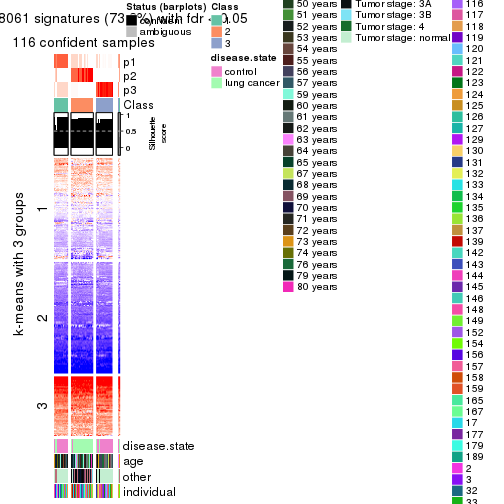 8061 signatures (73. %) with fdr < 0.05
116 confident samples
p1
p2
p3
Class
1
0.5
0
Silhouette
score
k-means with 3 groups
1
2
3
disease.state
age
other
individual
Status (barplots)
confident
ambiguous
Class
1
2
3
disease.state
control
lung cancer
50 years
51 years
52 years
53 years
54 years
55 years
56 years
57 years
59 years
60 years
61 years
62 years
63 years
64 years
65 years
67 years
68 years
69 years
70 years
71 years
72 years
73 years
74 years
76 years
79 years
80 years
Tumor stage: 3A
Tumor stage: 3B
Tumor stage: 4
Tumor stage: normal
116
117
118
119
120
121
122
123
124
125
126
127
129
130
131
132
133
134
135
136
137
139
142
143
144
145
146
148
149
152
154
156
157
158
159
165
167
17
177
179
189
2
3
32
33